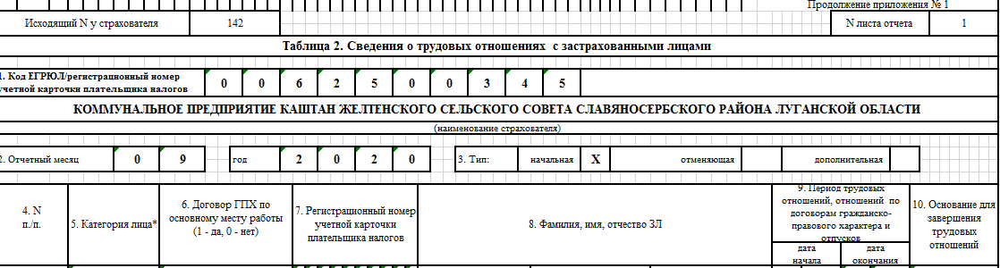 Продолжение приложения № 1
Исходящий N у страхователя 142 N листа отчета 1
Таблица 2. Сведения о трудовых отношениях с застрахованными лицами
1. Код ЕГРЮЛ/регистрационный номер
учетной карточки плательщика налогов
0 0 6 2 5 0 0 3 4 5
КОММУНАЛЬНОЕ ПРЕДПРИЯТИЕ КАШТАН ЖЕЛТЕНСКОГО СЕЛЬСКОГО СОВЕТА СЛАВЯНОСЕРБСКОГО РАЙОНА ЛУГАНСКОЙ ОБЛАСТИ
(наименование страхователя)
2. Отчетный месяц 0 9 год 2 0 2 0 3. Тип: начальная X отменяющая дополнительная
4. N
п./п.
5. Категория лица*
6. Договор ГПХ по
основному месту работы
(1 - да, 0 - нет)
7. Регистрационный номер
учетной карточки
плательщика налогов
8. Фамилия, имя, отчество ЗЛ
9. Период трудовых
отношений, отношений по
договорам гражданско-
правового характера и
отпусков
дата
начала
дата
окончания
10. Основание для
завершения
трудовых
отношений